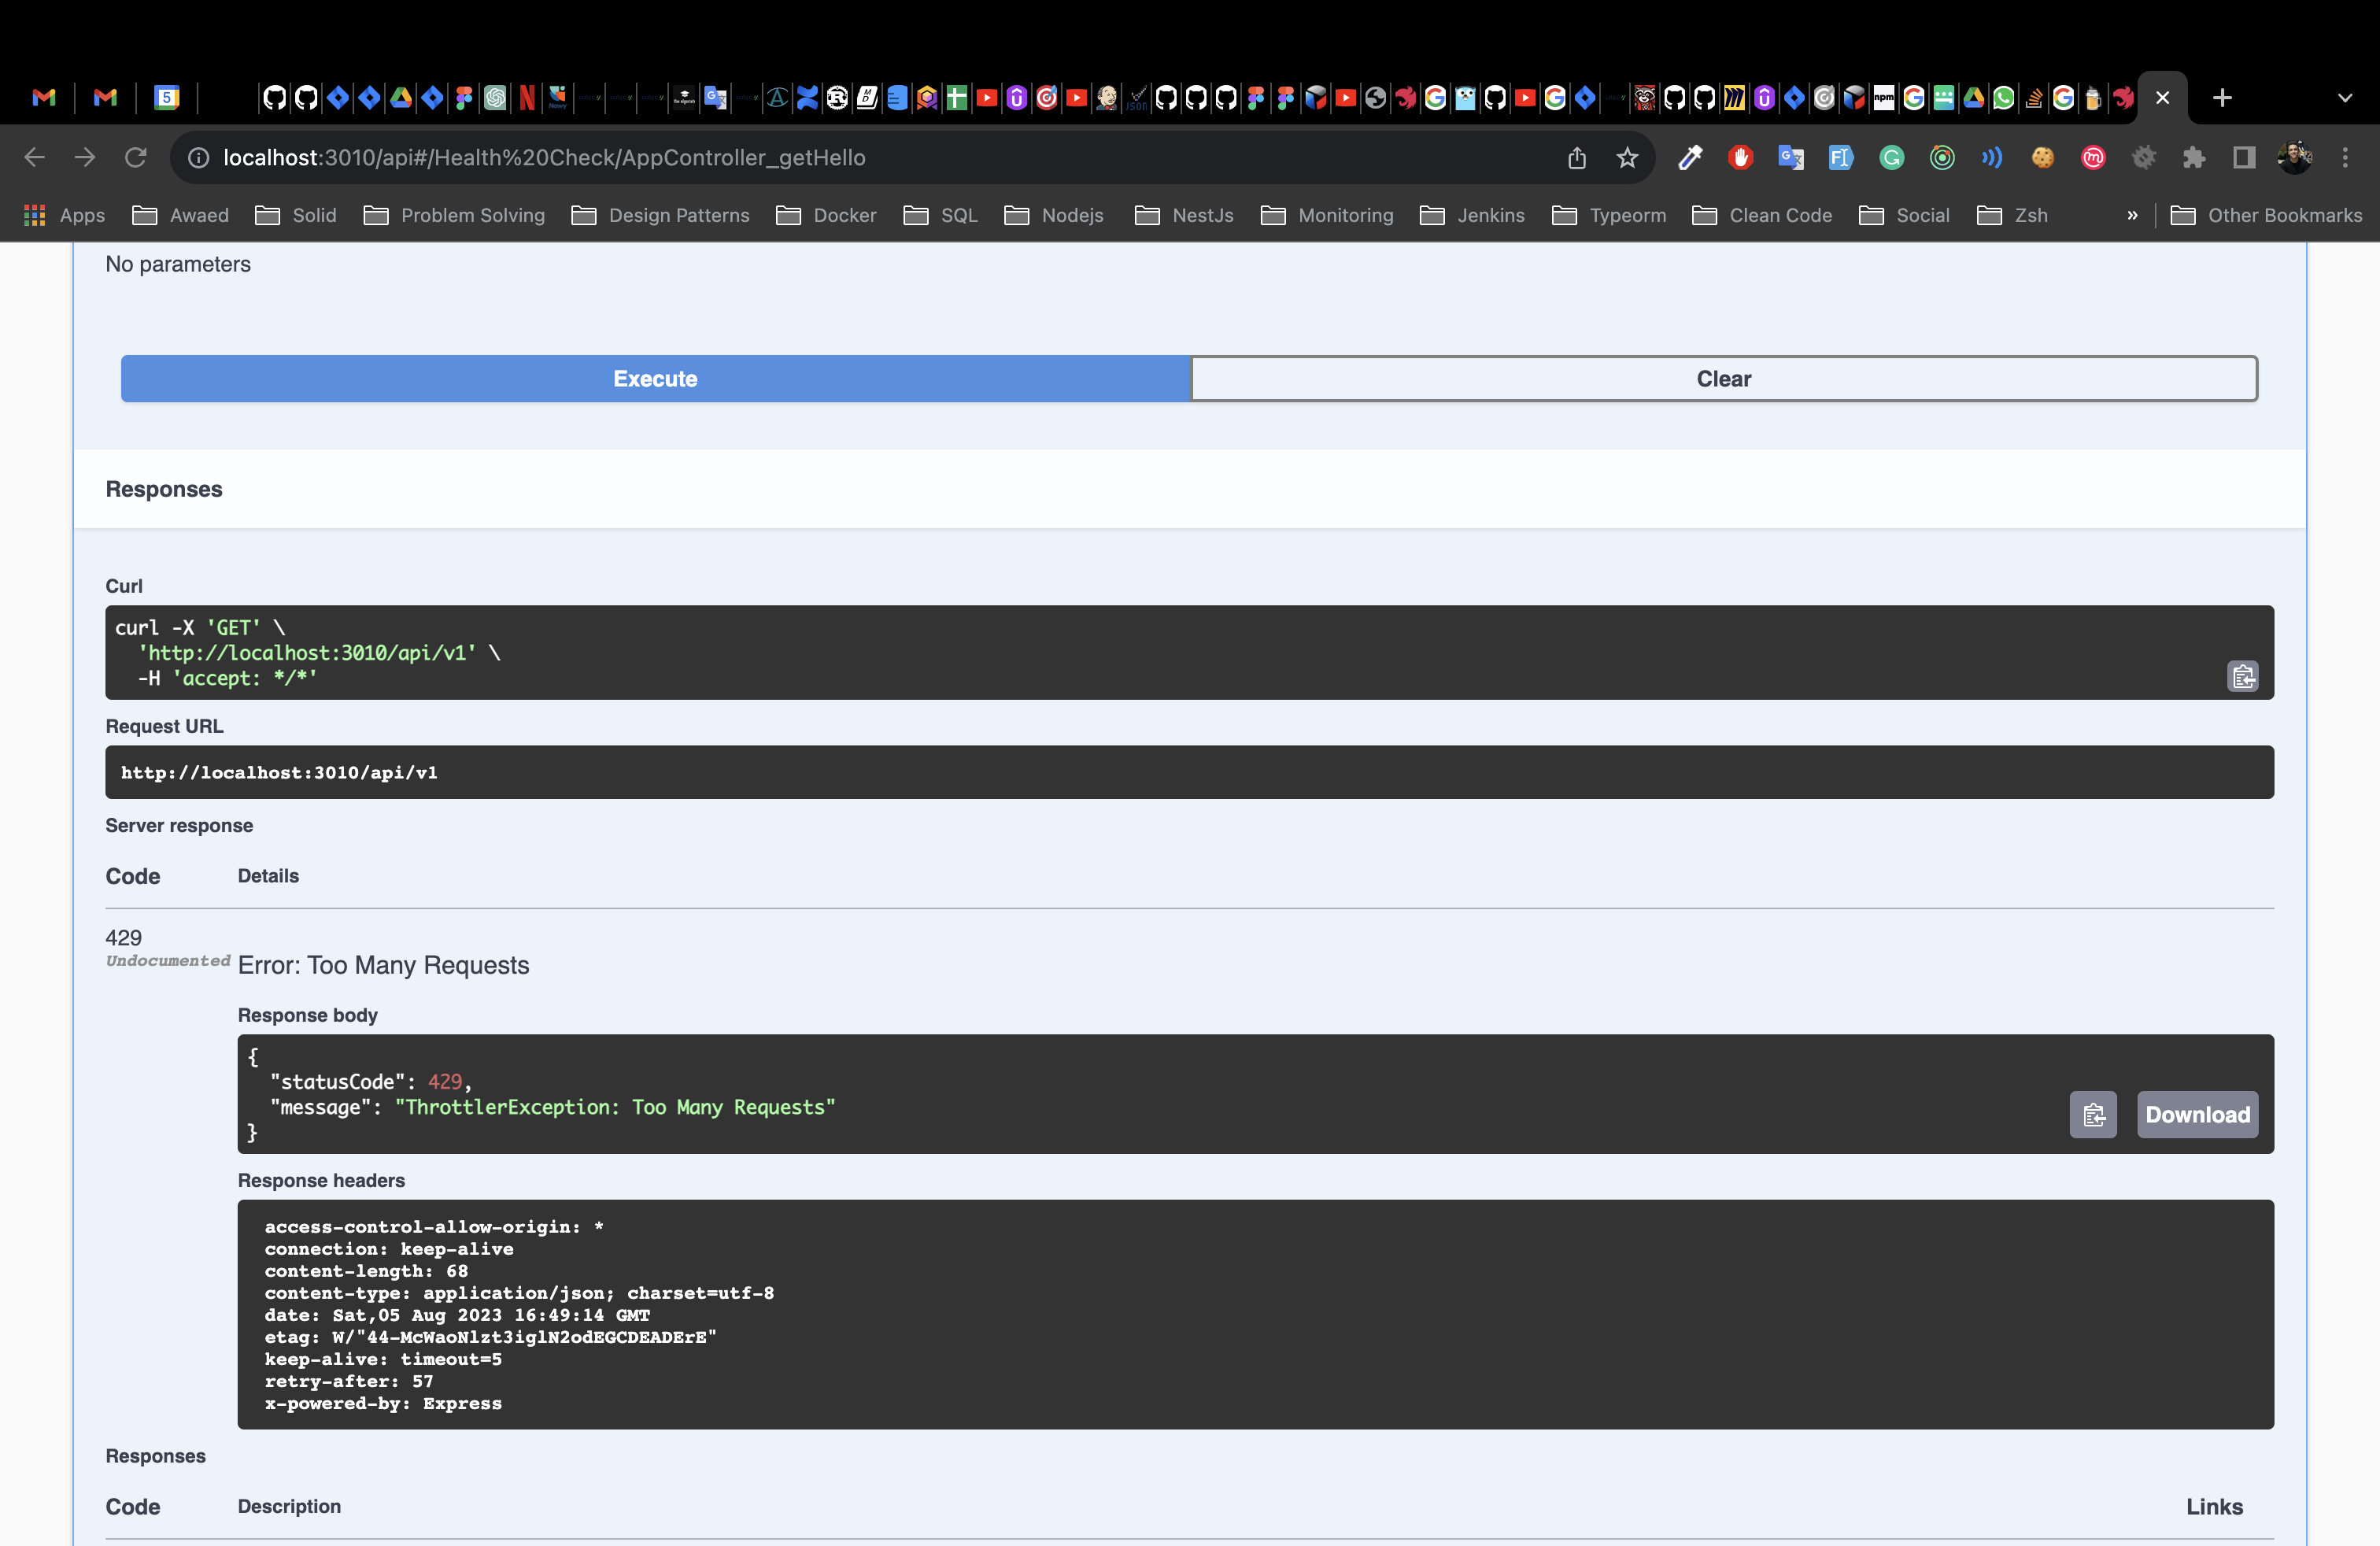 5
localhost:3010/api#/Health%20Check/AppController_getHello
Apps
Awaed
Solid
Problem Solving
Design Patterns
Docker
SQL
Nodejs
NestJs
Monitoring
Jenkins
Typeorm
Clean Code
Social
Zsh
»
Other Bookmarks
No parameters
Execute
Clear
Responses
Curl
curl -X 'GET' \
'http://localhost:3010/api/v1' \
-H 'accept: */*'
Request URL
http://localhost:3010/api/v1
Server response
Code
Details
429
Undocumented
Error: Too Many Requests
Response body
{
"statusCode": 429,
"message": "ThrottlerException: Too Many Requests"
}
Download
Response headers
access-control-allow-origin: *
connection: keep-alive
content-length: 68
content-type: application/json; charset=utf-8
date: Sat,05 Aug 2023 16:49:14 GMT
etag: W/"44-McWaoNlzt3iglN2odEGCDEADErE"
keep-alive: timeout=5
retry-after: 57
x-powered-by: Express
Responses
Code
Description
Links